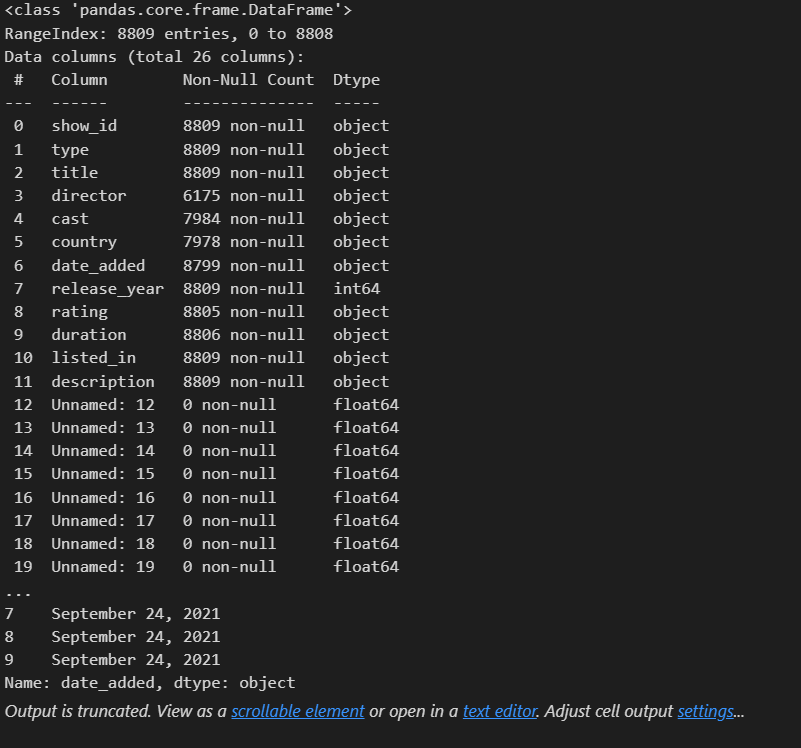 <class 'pandas.core.frame.DataFrame'>
RangeIndex: 8809 entries, 0 to 8808
Data columns (total 26 columns):
 #   Column        Non-Null Count  Dtype
---  ------        --------------  -----
 0   show_id       8809 non-null   object
 1   type          8809 non-null   object
 2   title         8809 non-null   object
 3   director      6175 non-null   object
 4   cast          7984 non-null   object
 5   country       7978 non-null   object
 6   date_added    8799 non-null   object
 7   release_year  8809 non-null   int64
 8   rating        8805 non-null   object
 9   duration      8806 non-null   object
 10  listed_in     8809 non-null   object
 11  description   8809 non-null   object
 12  Unnamed: 12   0 non-null      float64
 13  Unnamed: 13   0 non-null      float64
 14  Unnamed: 14   0 non-null      float64
 15  Unnamed: 15   0 non-null      float64
 16  Unnamed: 16   0 non-null      float64
 17  Unnamed: 17   0 non-null      float64
 18  Unnamed: 18   0 non-null      float64
 19  Unnamed: 19   0 non-null      float64
...
7    September 24, 2021
8    September 24, 2021
9    September 24, 2021
Name: date_added, dtype: object
Output is truncated. View as a scrollable element or open in a text editor. Adjust cell output settings...